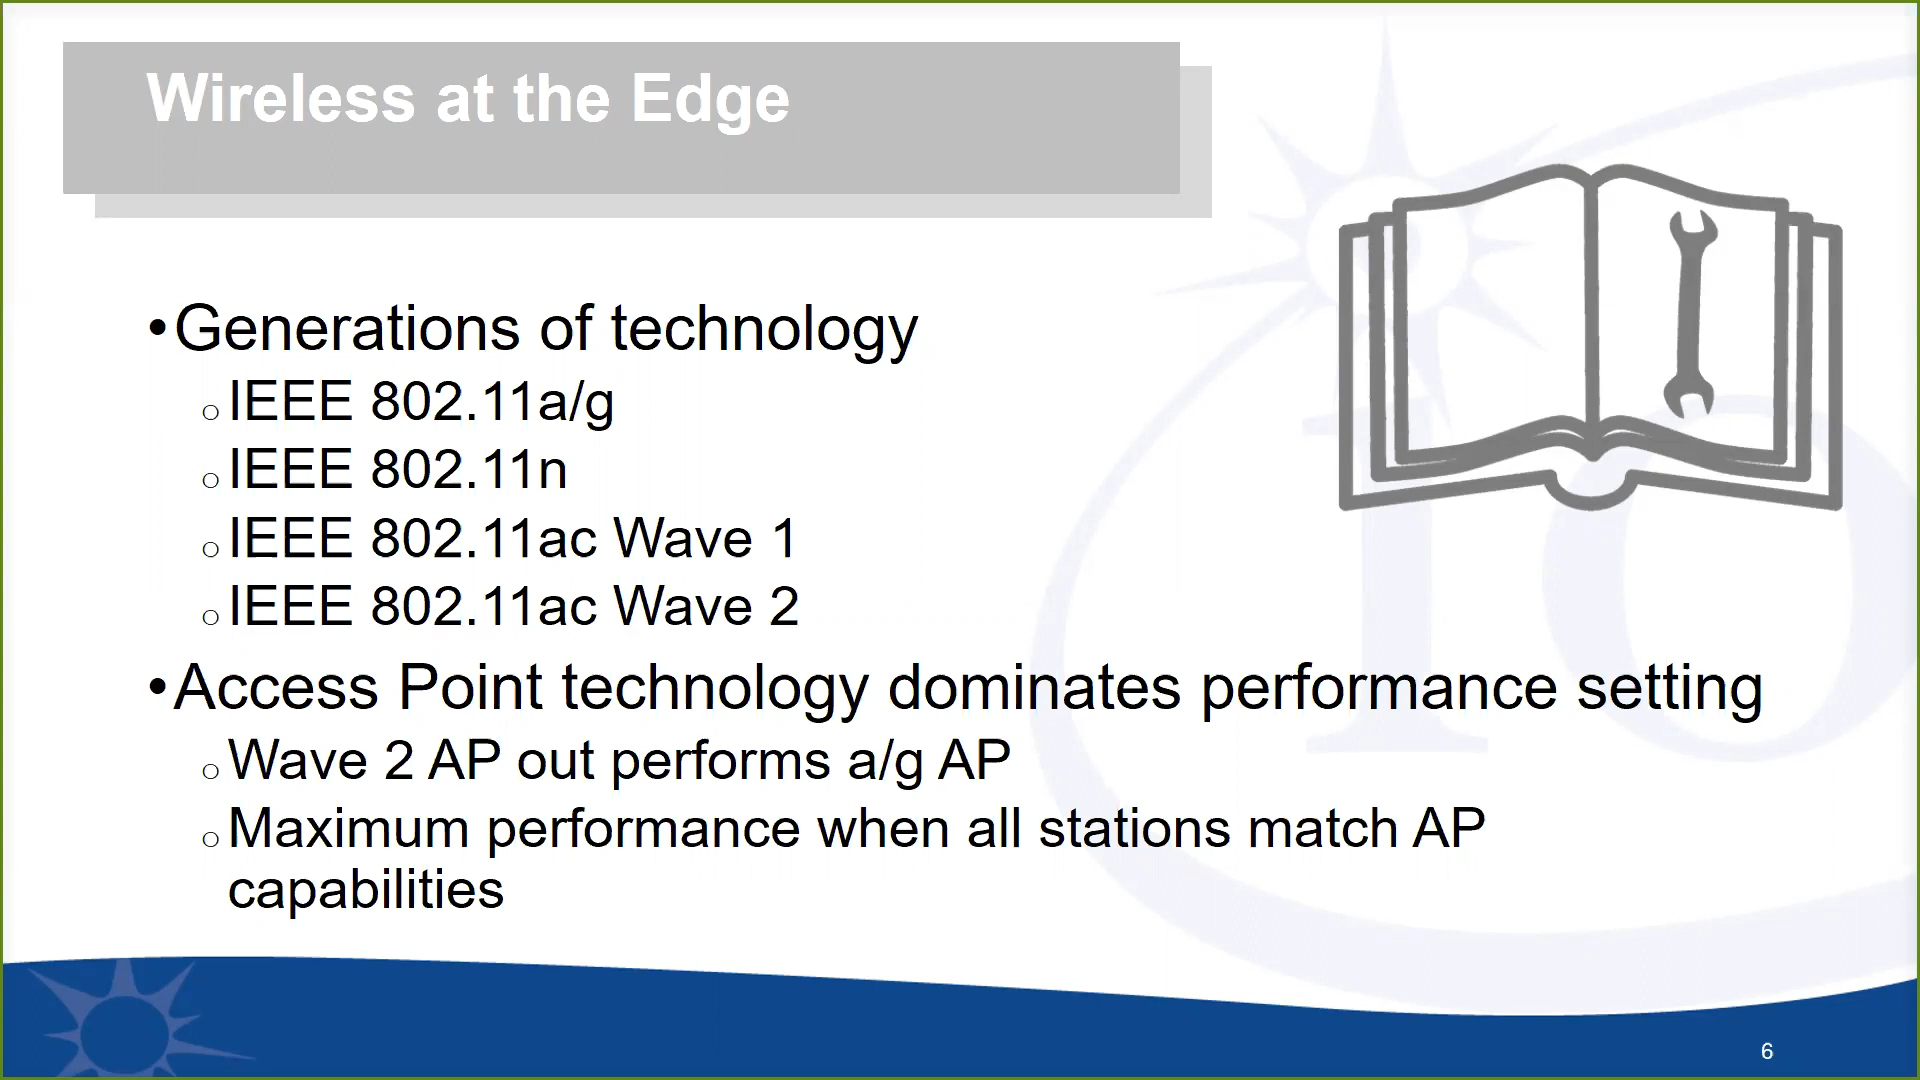 Wireless at the Edge
•Generations of technology
○IEEE 802.11a/g
○IEEE 802.11n
○IEEE 802.11ac Wave 1
○IEEE 802.11ac Wave 2
•Access Point technology dominates performance setting
○Wave 2 AP out performs a/g AP
○Maximum performance when all stations match AP
capabilities
6